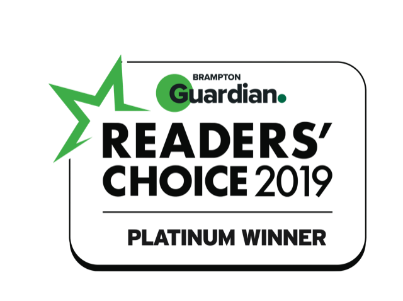 BRAMPTON
Guardian.
READERS’
CHOICE 2019
PLATINUM WINNER